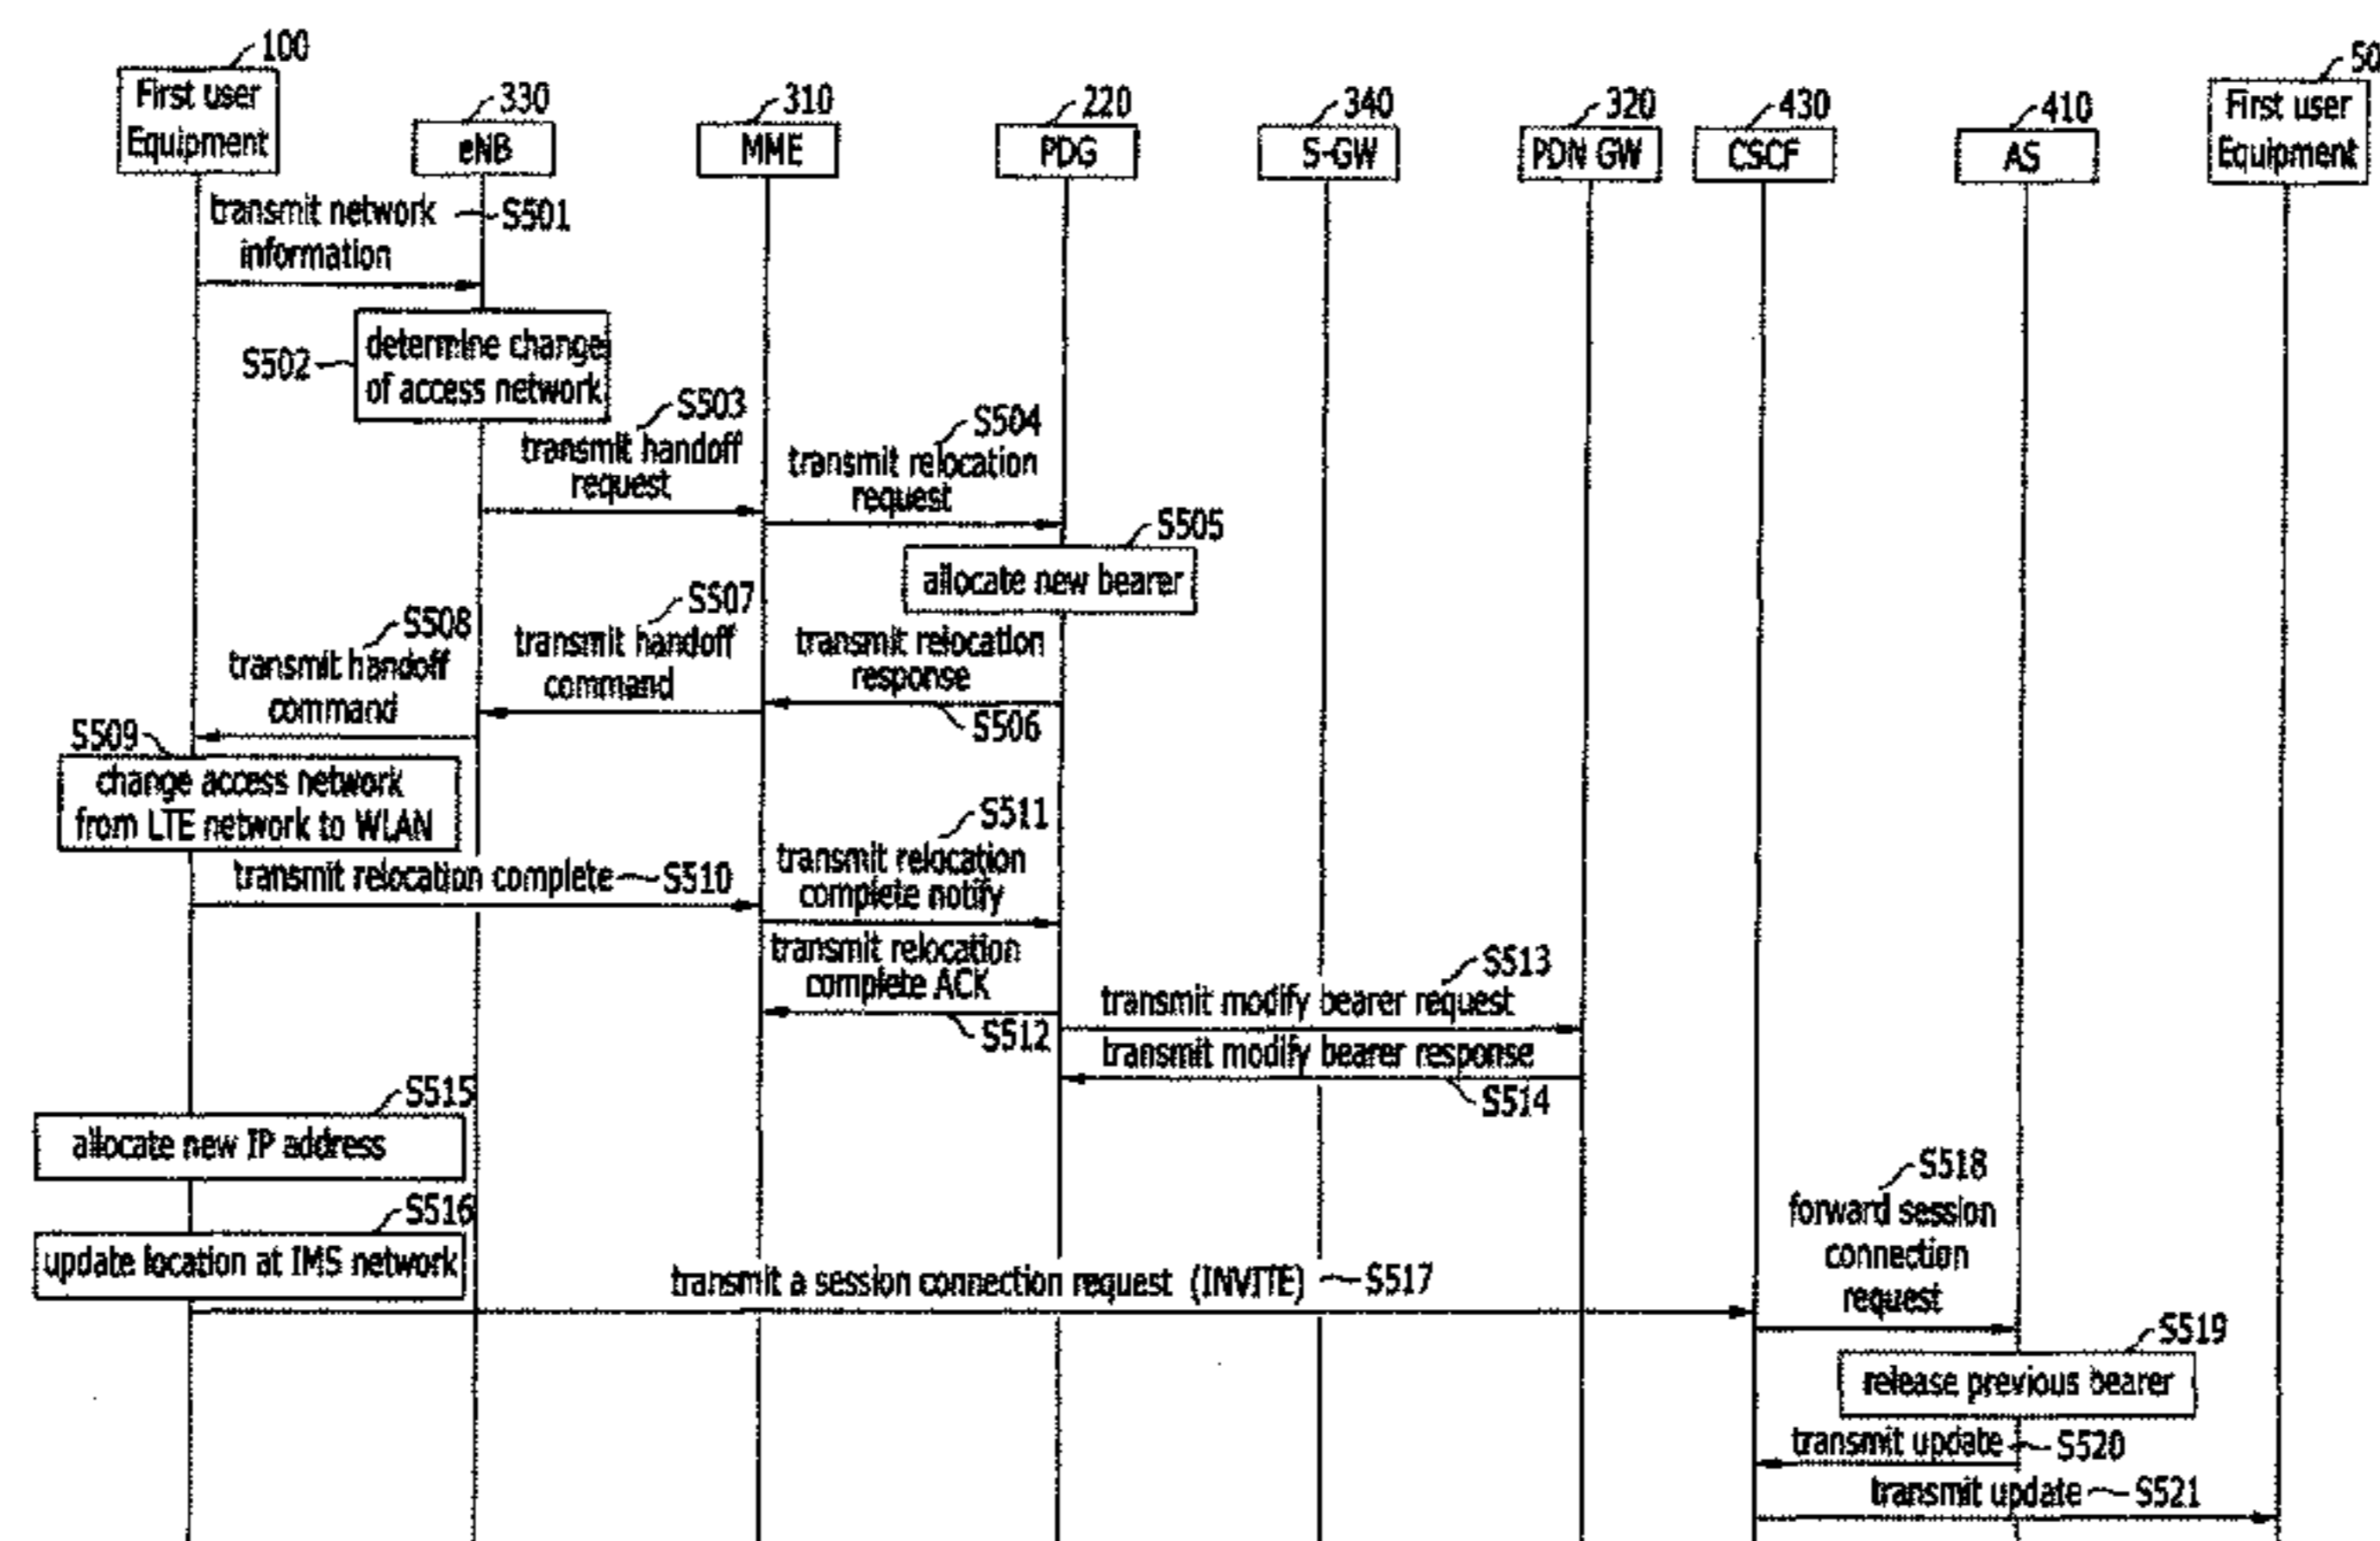 100
First user
Equipment
330
eNB
310
MME
220
PDG
340
S-GW
320
PDN GW
430
CSCF
410
AS
50
First user
Equipment
transmit network
information
S501
S502
determine change
of access network
S503
transmit handoff
request
S504
transmit relocation
request
S505
allocate new bearer
S508
transmit handoff
command
S507
transmit handoff
command
transmit relocation
response
S506
S509
change access network
from LTE network to WLAN
transmit relocation complete
S510
S511
transmit relocation
complete notify
transmit relocation
complete ACK
S512
S513
transmit modify bearer request
transmit modify bearer response
S514
S515
allocate new IP address
S516
update location at IMS network
transmit a session connection request (INVITE)
S517
S518
forward session
connection
request
S519
release previous bearer
transmit update
S520
transmit update
S521